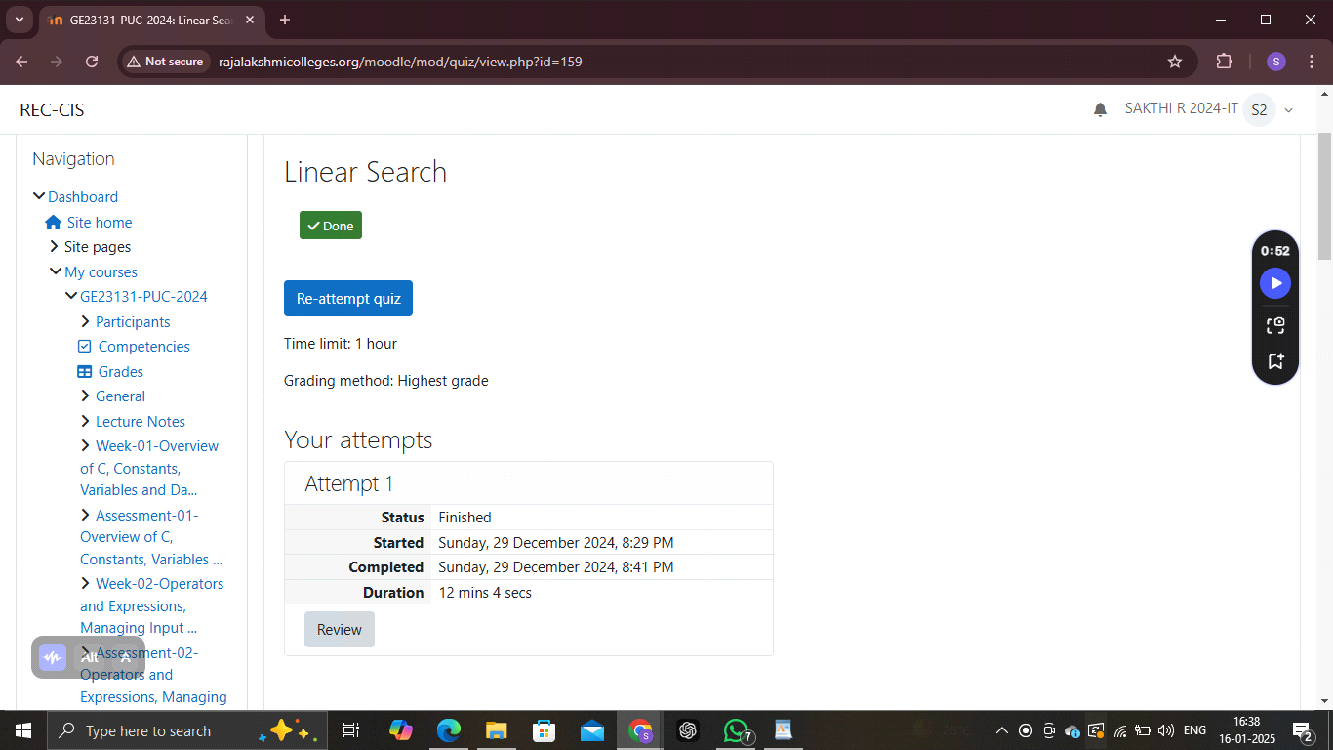 GE23131-PUC-2024: Linear Sea
Not secure
rajalakshmicolleges.org/moodle/mod/quiz/view.php?id=159
S
REC-CIS
SAKTHI R 2024-IT
S2
Navigation
Dashboard
Site home
Site pages
My courses
GE23131-PUC-2024
Participants
Competencies
Grades
General
Lecture Notes
Week-01-Overview
of C, Constants,
Variables and Da...
Assessment-01-
Overview of C,
Constants, Variables ...
Week-02-Operators
and Expressions,
Managing Input ...
Assessment-02-
Operators and
Expressions, Managing
Alt
A
Linear Search
Done
Re-attempt quiz
Time limit: 1 hour
Grading method: Highest grade
Your attempts
Attempt 1
Status Finished
Started Sunday, 29 December 2024, 8:29 PM
Completed Sunday, 29 December 2024, 8:41 PM
Duration 12 mins 4 secs
Review
0:52
Type here to search
S
7
ENG
16:38
16-01-2025
2